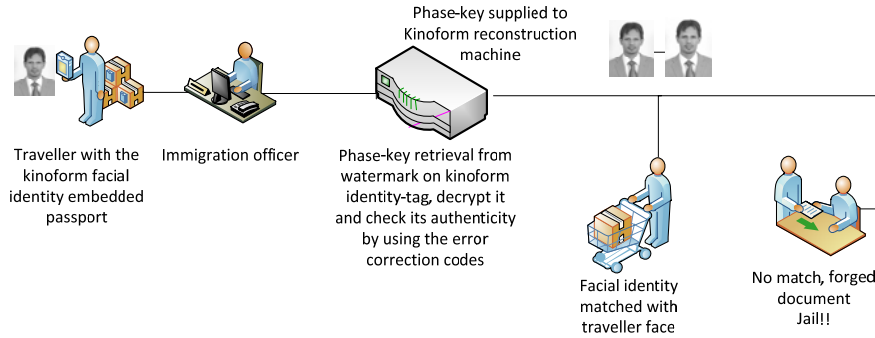 Phase-key supplied to
Kinoform reconstruction
machine
Traveller with the
kinoform facial
identity embedded
passport
Immigration officer
Phase-key retrieval from
watermark on kinoform
identity-tag, decrypt it
and check its authenticity
by using the error
correction codes
Facial identity
matched with
traveller face
No match, forged
document
Jail!!